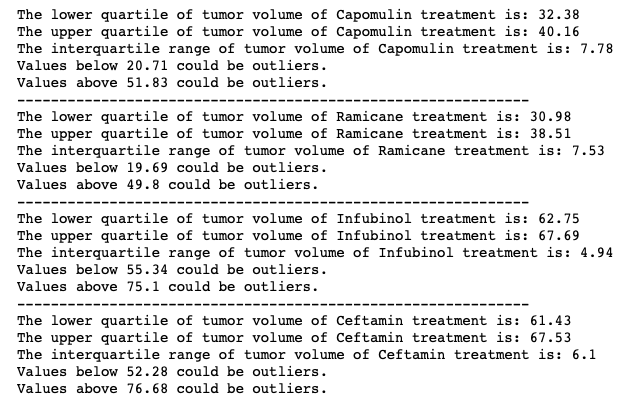 The lower quartile of tumor volume of Capomulin treatment is: 32.38
The upper quartile of tumor volume of Capomulin treatment is: 40.16
The interquartile range of tumor volume of Capomulin treatment is: 7.78
Values below 20.71 could be outliers.
Values above 51.83 could be outliers.
------------------------------------------------------------
The lower quartile of tumor volume of Ramicane treatment is: 30.98
The upper quartile of tumor volume of Ramicane treatment is: 38.51
The interquartile range of tumor volume of Ramicane treatment is: 7.53
Values below 19.69 could be outliers.
Values above 49.8 could be outliers.
------------------------------------------------------------
The lower quartile of tumor volume of Infubinol treatment is: 62.75
The upper quartile of tumor volume of Infubinol treatment is: 67.69
The interquartile range of tumor volume of Infubinol treatment is: 4.94
Values below 55.34 could be outliers.
Values above 75.1 could be outliers.
------------------------------------------------------------
The lower quartile of tumor volume of Ceftamin treatment is: 61.43
The upper quartile of tumor volume of Ceftamin treatment is: 67.53
The interquartile range of tumor volume of Ceftamin treatment is: 6.1
Values below 52.28 could be outliers.
Values above 76.68 could be outliers.